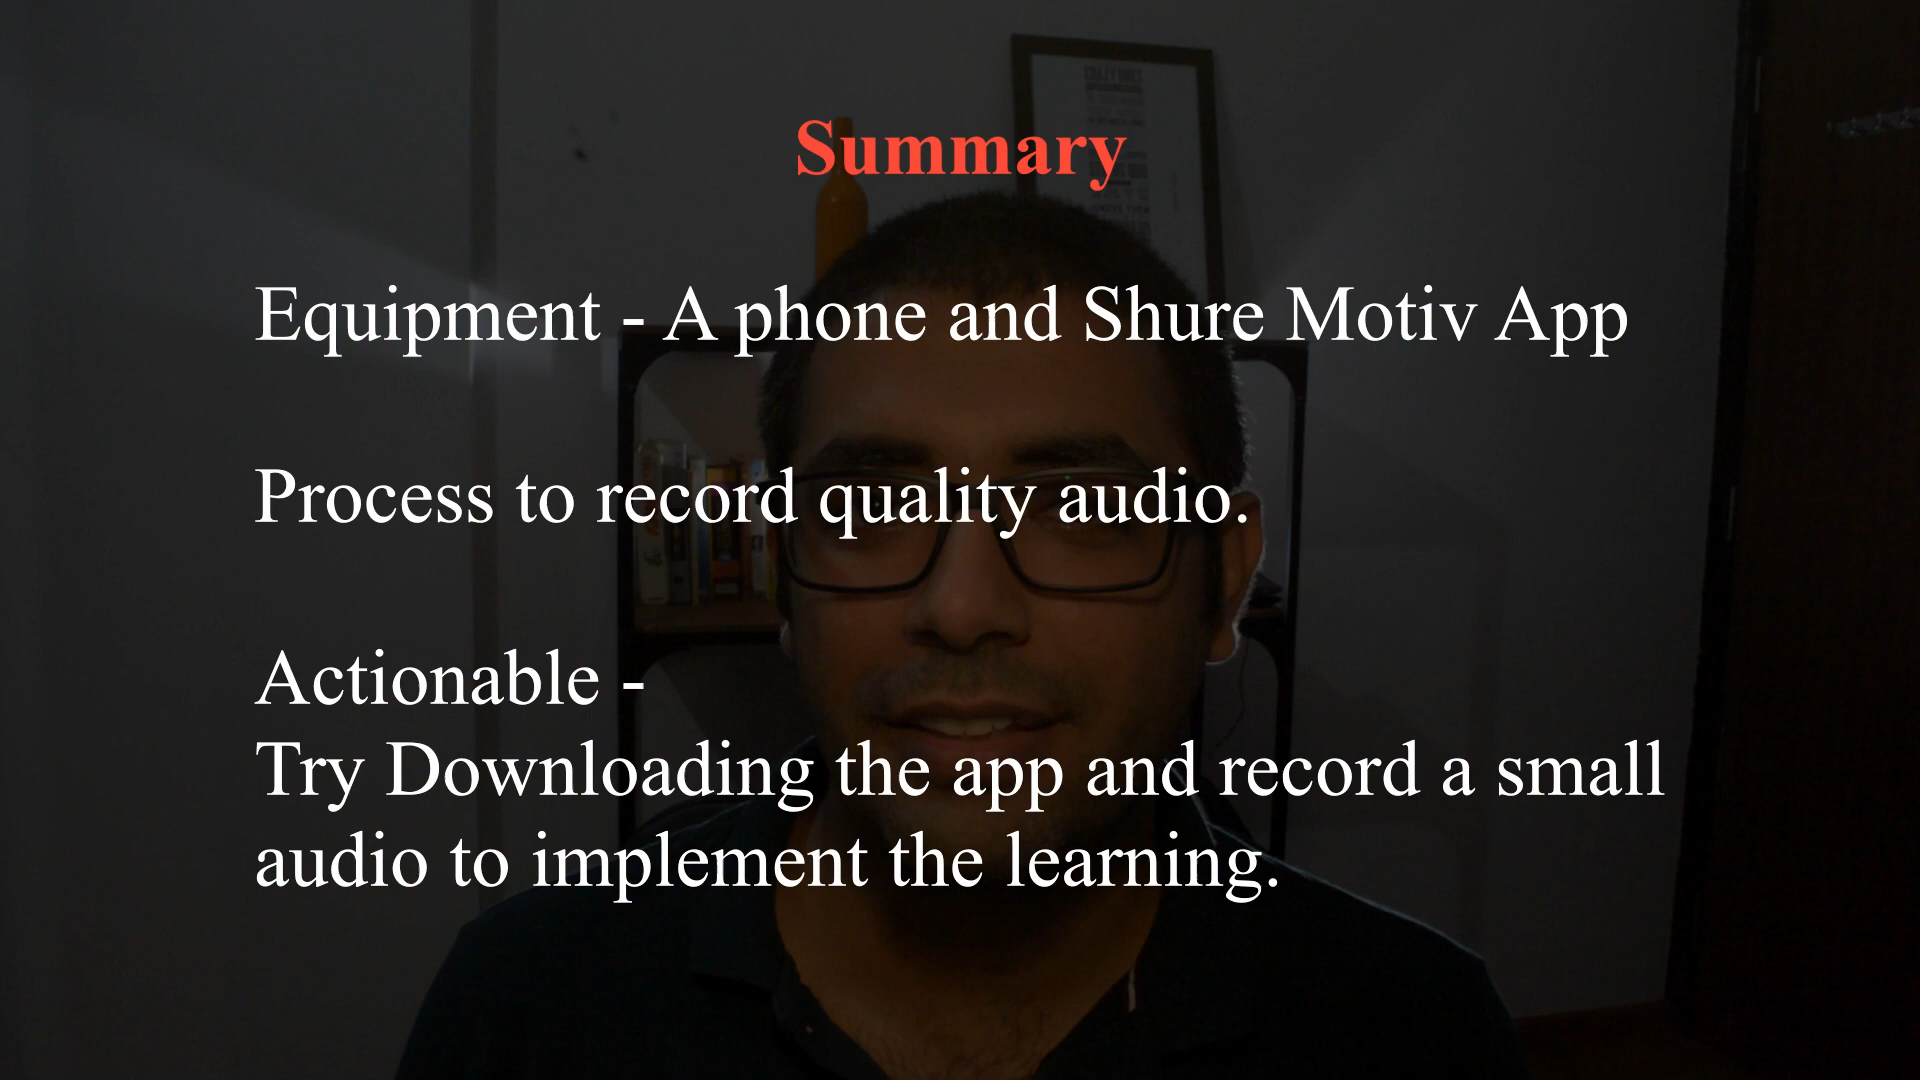 Summary
Equipment - A phone and Shure Motiv App
Process to record quality audio.
Actionable -
Try Downloading the app and record a small
audio to implement the learning.